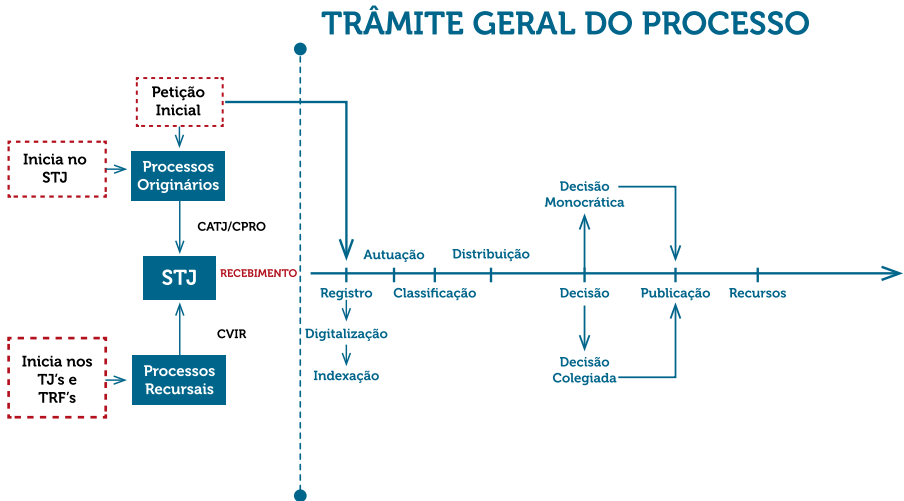 TRÂMITE GERAL DO PROCESSO
Petição
Inicial
Inicia no
STJ
Processos
Originários
CATJ/CPRO
STJ
RECEBIMENTO
CVIR
Inicia nos
TJ's e
TRF's
Processos
Recursais
Decisão
Monocrática
Autuação
Distribuição
Registro
Classificação
Decisão
Publicação
Recursos
Digitalização
Indexação
Decisão
Colegiada